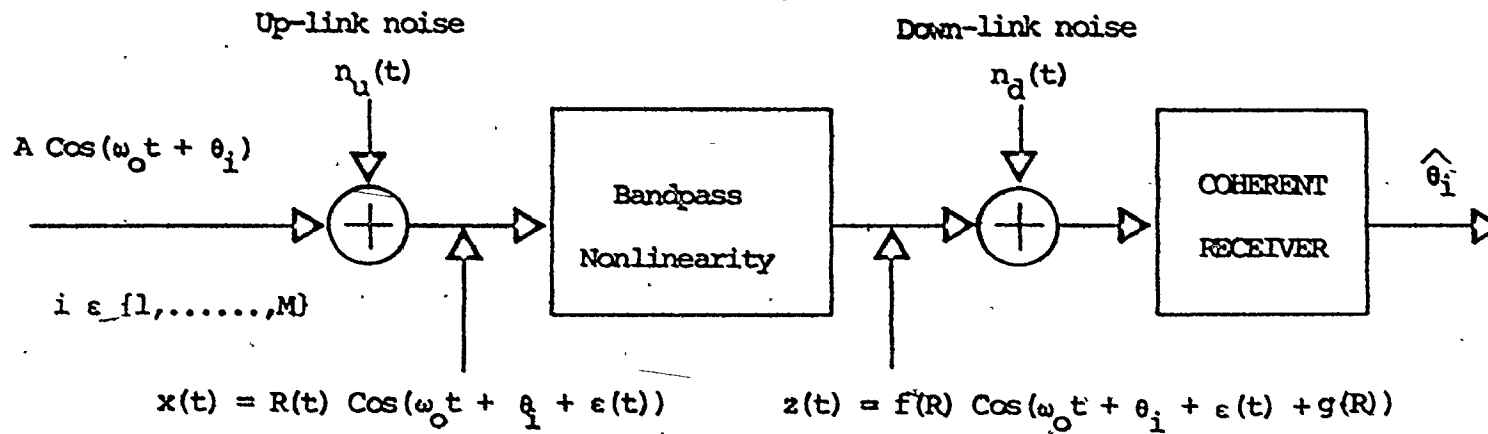 Up-link noise
Down-link noise
n_u(t)
n_d(t)
A Cos(ω_o t + θ_i)
Bandpass
Nonlinearity
COHERENT
RECEIVER
θ̂_i
i ε {1,......,M}
x(t) = R(t) Cos(ω_o t + θ_i + ε(t))
z(t) = f(R) Cos(ω_o t + θ_i + ε(t) +g(R))